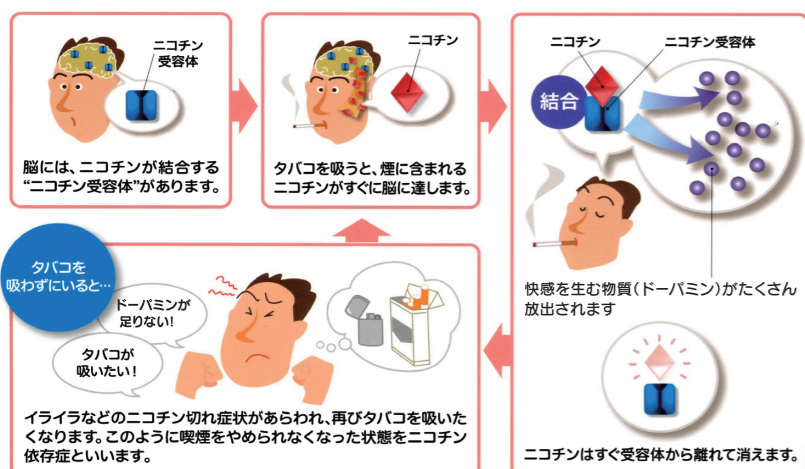 ニコチン
受容体
脳には、ニコチンが結合する
“ニコチン受容体”があります。
ニコチン
タバコを吸うと、煙に含まれる
ニコチンがすぐに脳に達します。
ニコチン
ニコチン受容体
結合
快感を生む物質(ドーパミン)がたくさん
放出されます
ニコチンはすぐ受容体から離れて消えます。
タバコを
吸わずにいると…
ドーパミンが
足りない!
タバコが
吸いたい!
イライラなどのニコチン切れ症状があらわれ、再びタバコを吸いた
くなります。このように喫煙をやめられなくなった状態をニコチン
依存症といいます。